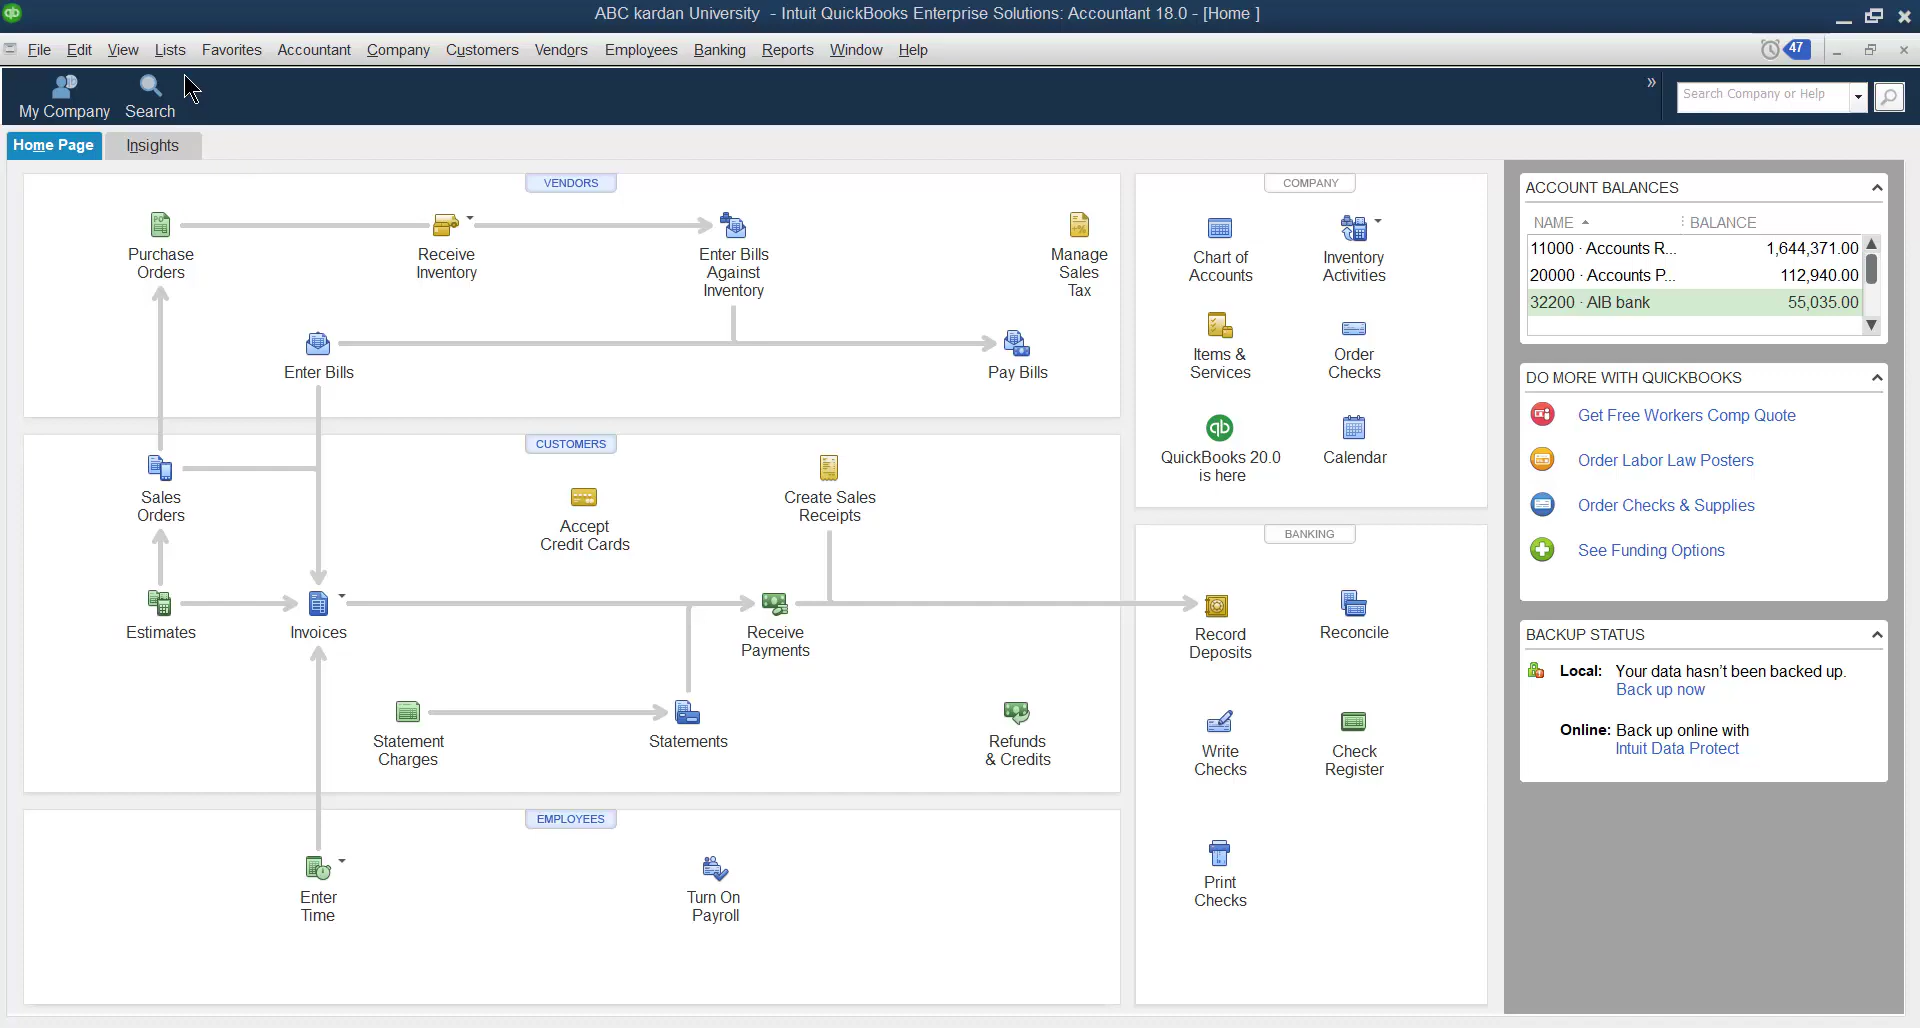 ABC kardan University - Intuit QuickBooks Enterprise Solutions: Accountant 18.0 - [Home ]
File Edit View Lists Favorites Accountant Company Customers Vendors Employees Banking Reports Window Help
47
My Company Search
Search Company or Help
Home Page Insights
VENDORS
Purchase
Orders
Receive
Inventory
Enter Bills
Against
Inventory
Manage
Sales
Tax
Enter Bills
Pay Bills
CUSTOMERS
Sales
Orders
Accept
Credit Cards
Create Sales
Receipts
Estimates
Invoices
Receive
Payments
Statement
Charges
Statements
Refunds
& Credits
EMPLOYEES
Enter
Time
Turn On
Payroll
COMPANY
Chart of
Accounts
Inventory
Activities
Items &
Services
Order
Checks
QuickBooks 20.0
is here
Calendar
BANKING
Record
Deposits
Reconcile
Write
Checks
Check
Register
Print
Checks
ACCOUNT BALANCES
NAME BALANCE
11000 · Accounts R... 1,644,371.00
20000 · Accounts P... 112,940.00
32200 · AIB bank 55,035.00
DO MORE WITH QUICKBOOKS
Get Free Workers Comp Quote
Order Labor Law Posters
Order Checks & Supplies
See Funding Options
BACKUP STATUS
Local: Your data hasn't been backed up.
Back up now
Online: Back up online with
Intuit Data Protect